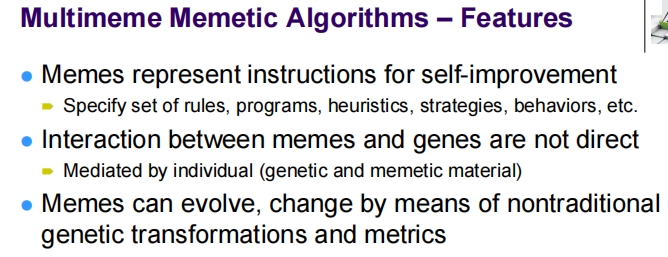 Multimeme Memetic Algorithms – Features
Memes represent instructions for self-improvement
Specify set of rules, programs, heuristics, strategies, behaviors, etc.
Interaction between memes and genes are not direct
Mediated by individual (genetic and memetic material)
Memes can evolve, change by means of nontraditional
genetic transformations and metrics